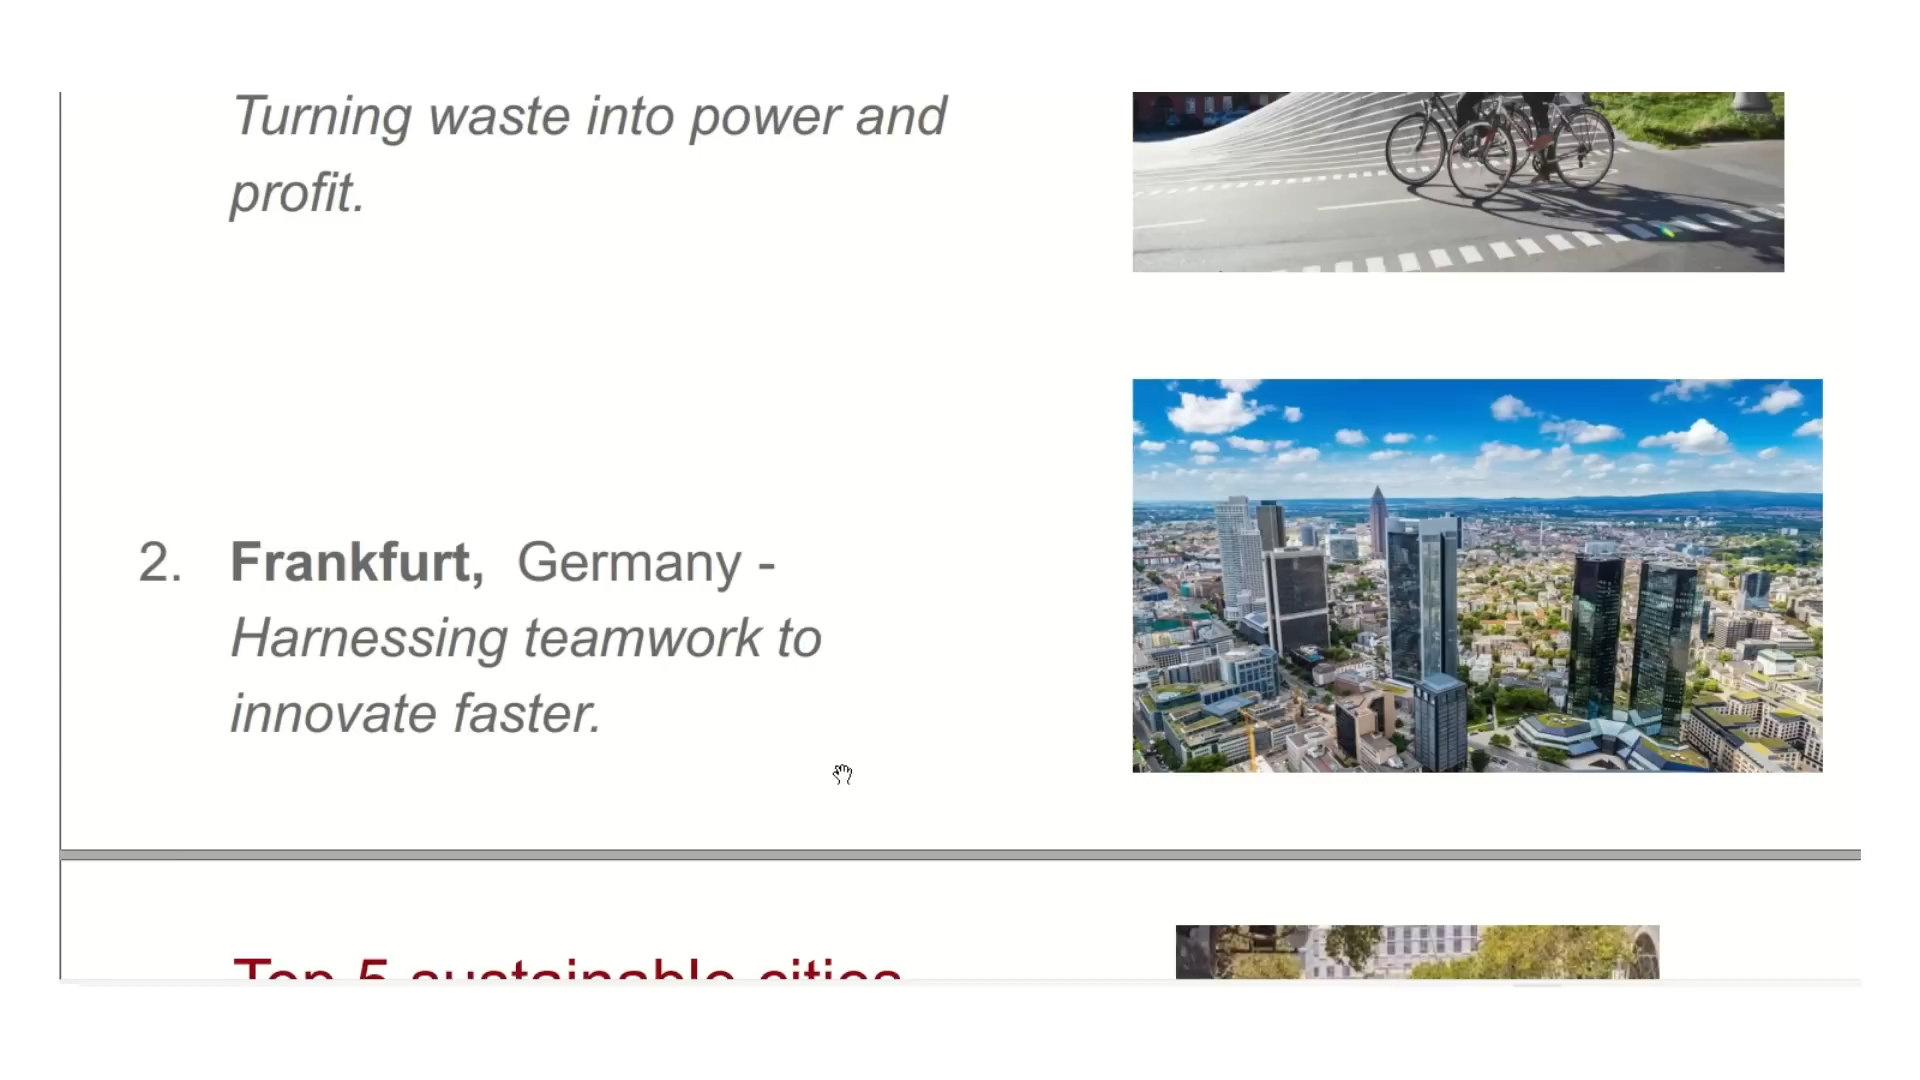 Turning waste into power and
profit.
2. Frankfurt, Germany -
Harnessing teamwork to
innovate faster.
Top 5 sustainable cities